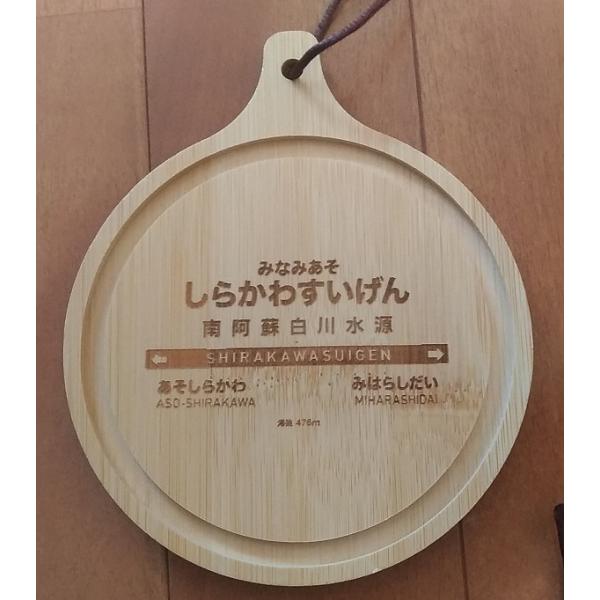 みなみあそ
しらかわすいげん
南阿蘇白川水源
SHIRAKAWASUIGEN
あそしらかわ みはらしだい
ASO-SHIRAKAWA MIHARASHIDAI
海抜 476m